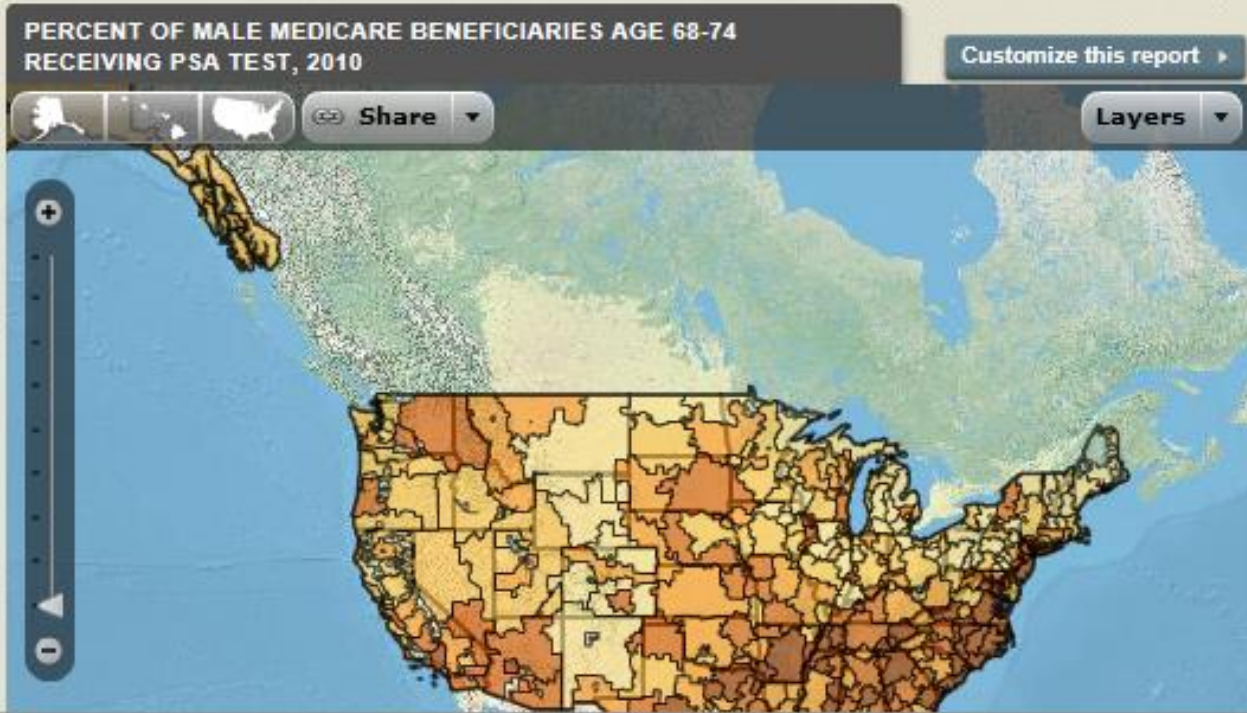 PERCENT OF MALE MEDICARE BENEFICIARIES AGE 68-74
RECEIVING PSA TEST, 2010
Customize this report
Share
Layers